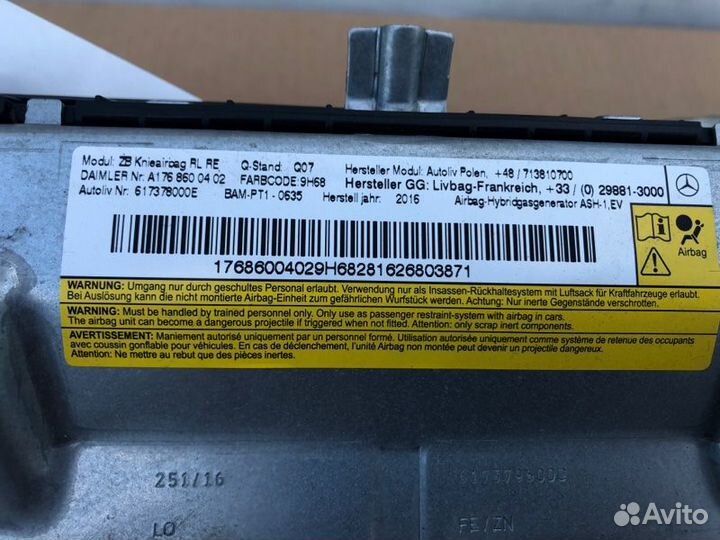 Modul: ZB Knieairbag RL RE Q-Stand: Q07 Hersteller Modul: Autoliv Polen, +48 / 713810700
DAIMLER Nr: A176 860 04 02 FARBCODE: 9H68 Hersteller GG: Livbag-Frankreich, +33 / (0) 29881-3000
Autoliv Nr: 617378000E BAM-PT1 - 0635 Herstell jahr: 2016 Airbag-Hybridgasgenerator ASH-1,EV
17686004029H68281626803871
Airbag
WARNUNG: Umgang nur durch geschultes Personal erlaubt. Verwendung nur als Insassen-Rückhaltesystem mit Luftsack für Kraftfahrzeuge erlaubt.
Bei Auslösung kann die nicht montierte Airbag-Einheit zum gefährlichen Wurfkörper werden. Achtung: Nur inerte Gegenstände verschrotten.
WARNING: Must be handled by trained personnel only. Only use as passenger restraint-system with airbag in cars.
The airbag unit can become a dangerous projectile if triggered when not fitted. Attention: only scrap inert components.
AVERTISSEMENT: Maniement autorisé uniquement par un personnel formé. Utilisation autorisée uniquement comme système de retenue des occupants
avec coussin gonflable pour véhicules. En cas de déclenchement, l'unité Airbag non montée peut devenir un projectile dangereux.
Attention: Ne mettre au rebut que des pièces inertes.
251/16
LO
FE/ZN
Avito